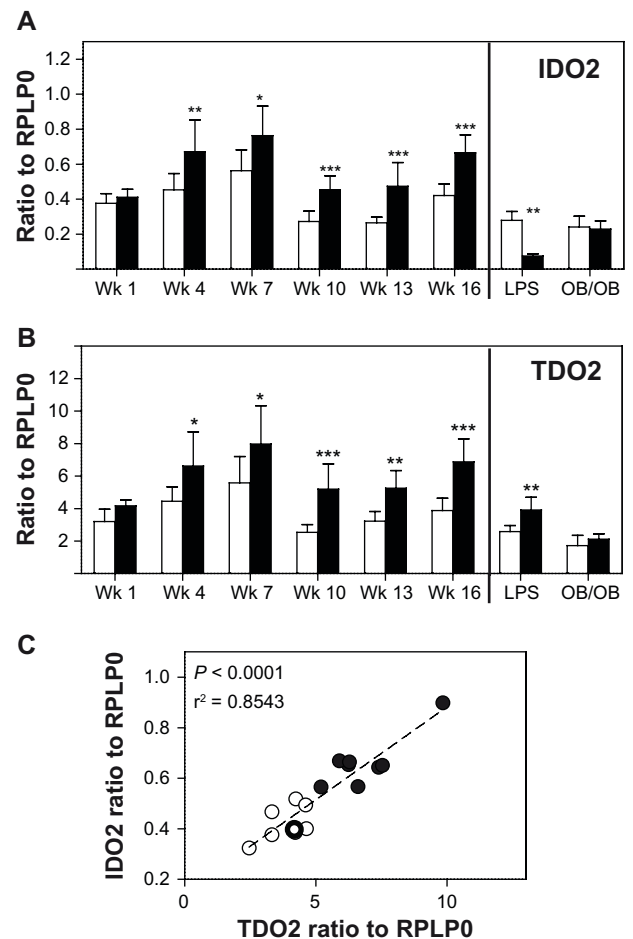 A
IDO2
Ratio to RPLP0
1.2
1.0
0.8
0.6
0.4
0.2
**
*
***
***
***
**
Wk 1 Wk 4 Wk 7 Wk 10 Wk 13 Wk 16 LPS OB/OB
B
TDO2
Ratio to RPLP0
12
10
8
6
4
2
*
*
***
**
***
**
Wk 1 Wk 4 Wk 7 Wk 10 Wk 13 Wk 16 LPS OB/OB
C
P < 0.0001
r² = 0.8543
IDO2 ratio to RPLP0
1.0
0.8
0.6
0.4
0.2
0 5 10
TDO2 ratio to RPLP0